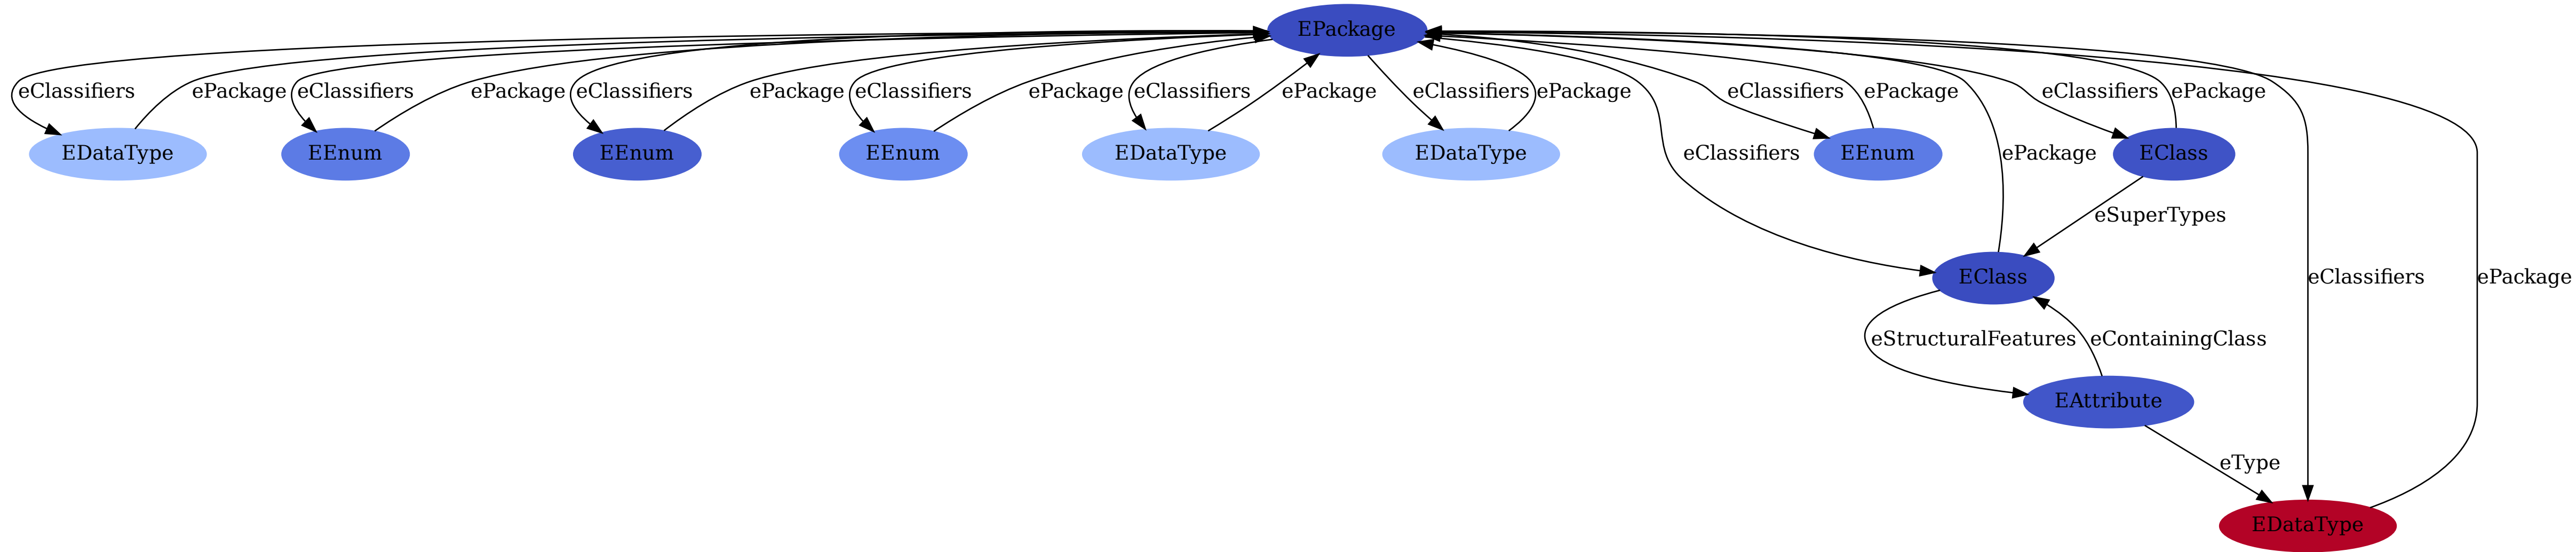 EPackage
eClassifiers
ePackage
eClassifiers
ePackage
eClassifiers
ePackage
eClassifiers
ePackage
eClassifiers
ePackage
eClassifiers
ePackage
eClassifiers
ePackage
eClassifiers
ePackage
EDataType
EEnum
EEnum
EEnum
EDataType
EDataType
eClassifiers
ePackage
EEnum
EClass
eSuperTypes
EClass
eClassifiers
ePackage
eStructuralFeatures
eContainingClass
EAttribute
eType
EDataType